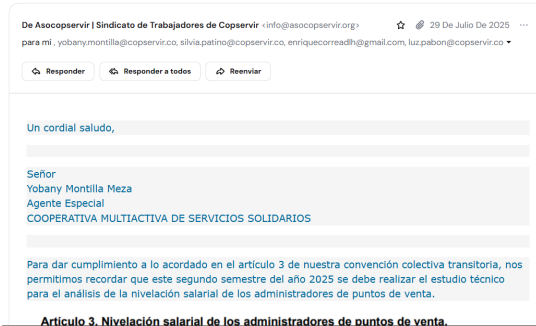 De Asocopservir | Sindicato de Trabajadores de Copservir <info@asocopservir.org> 29 De Julio De 2025 ...
para mí , yobany.montilla@copservir.co, silvia.patino@copservir.co, enriquecorreadlh@gmail.com, luz.pabon@copservir.co
Responder Responder a todos Reenviar
Un cordial saludo,
Señor
Yobany Montilla Meza
Agente Especial
COOPERATIVA MULTIACTIVA DE SERVICIOS SOLIDARIOS
Para dar cumplimiento a lo acordado en el artículo 3 de nuestra convención colectiva transitoria, nos
permitimos recordar que este segundo semestre del año 2025 se debe realizar el estudio técnico
para el análisis de la nivelación salarial de los administradores de puntos de venta.
Artículo 3. Nivelación salarial de los administradores de puntos de venta.